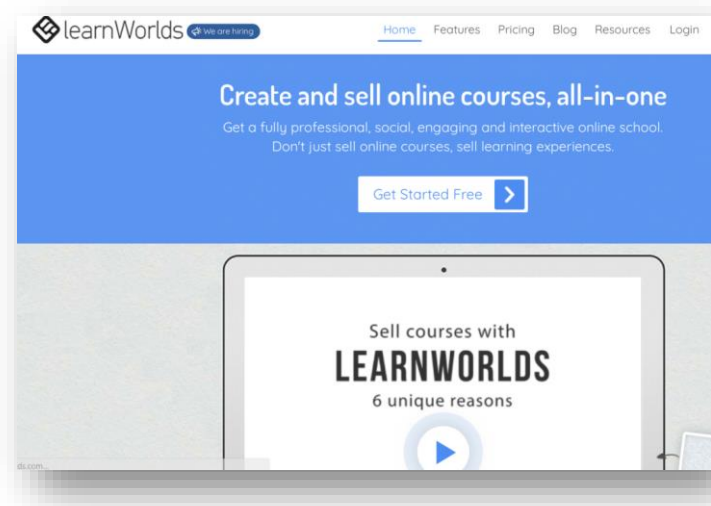 learnWorlds We are hiring
Home Features Pricing Blog Resources Login
Create and sell online courses, all-in-one
Get a fully professional, social, engaging and interactive online school.
Don't just sell online courses, sell learning experiences.
Get Started Free
Sell courses with
LEARNWORLDS
6 unique reasons
ds.com...